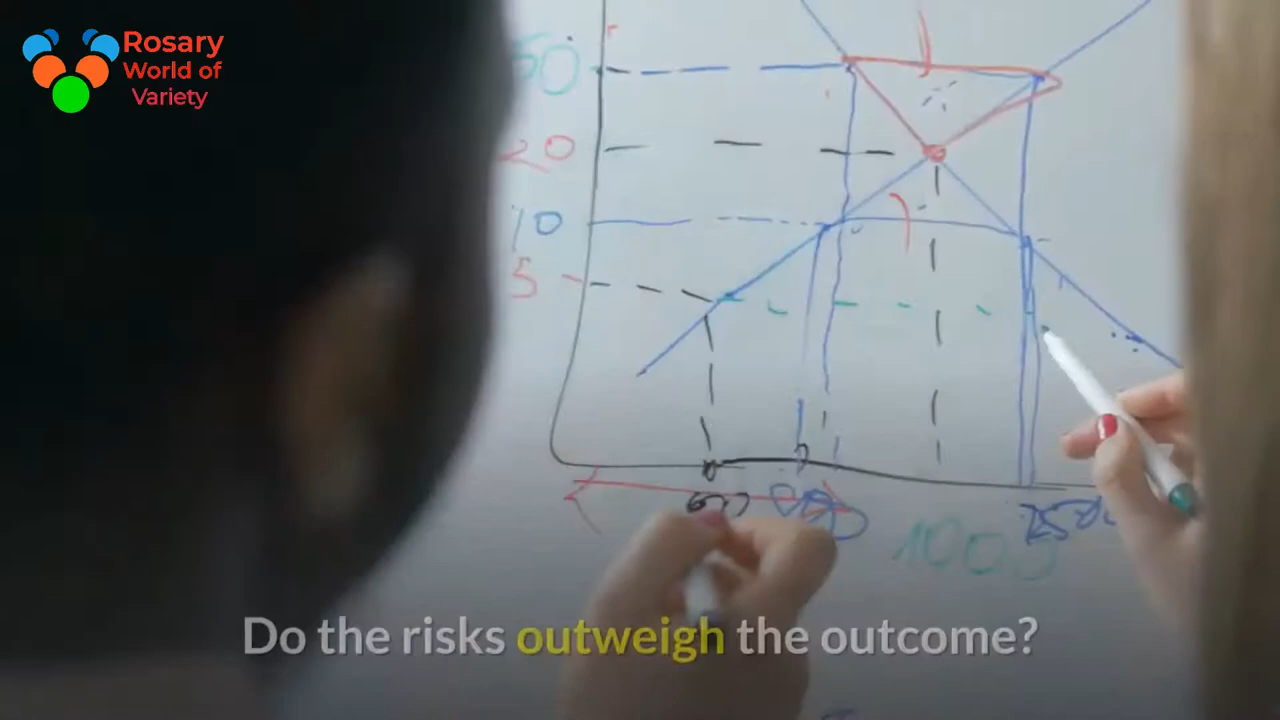 Rosary
World of
Variety
50
20
10
5
1000
Do the risks outweigh the outcome?